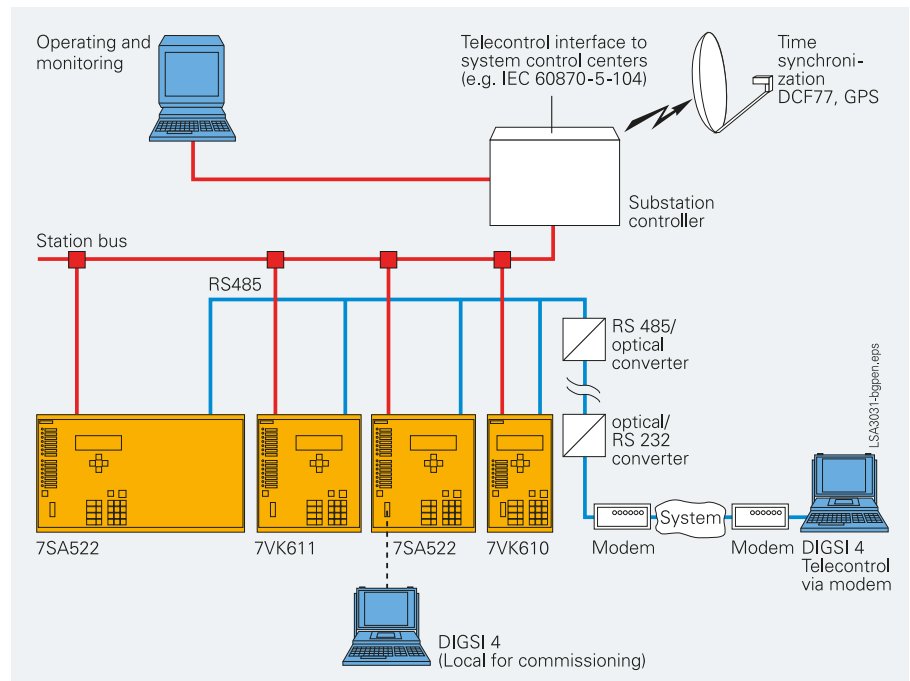 Operating and
monitoring
Telecontrol interface to
system control centers
(e.g. IEC 60870-5-104)
Time
synchroni-
zation
DCF77, GPS
Substation
controller
Station bus
RS485
RS 485/
optical
converter
optical/
RS 232
converter
LSA3031-bgpen.eps
7SA522
7VK611
7SA522
7VK610
Modem
System
Modem
DIGSI 4
Telecontrol
via modem
DIGSI 4
(Local for commissioning)